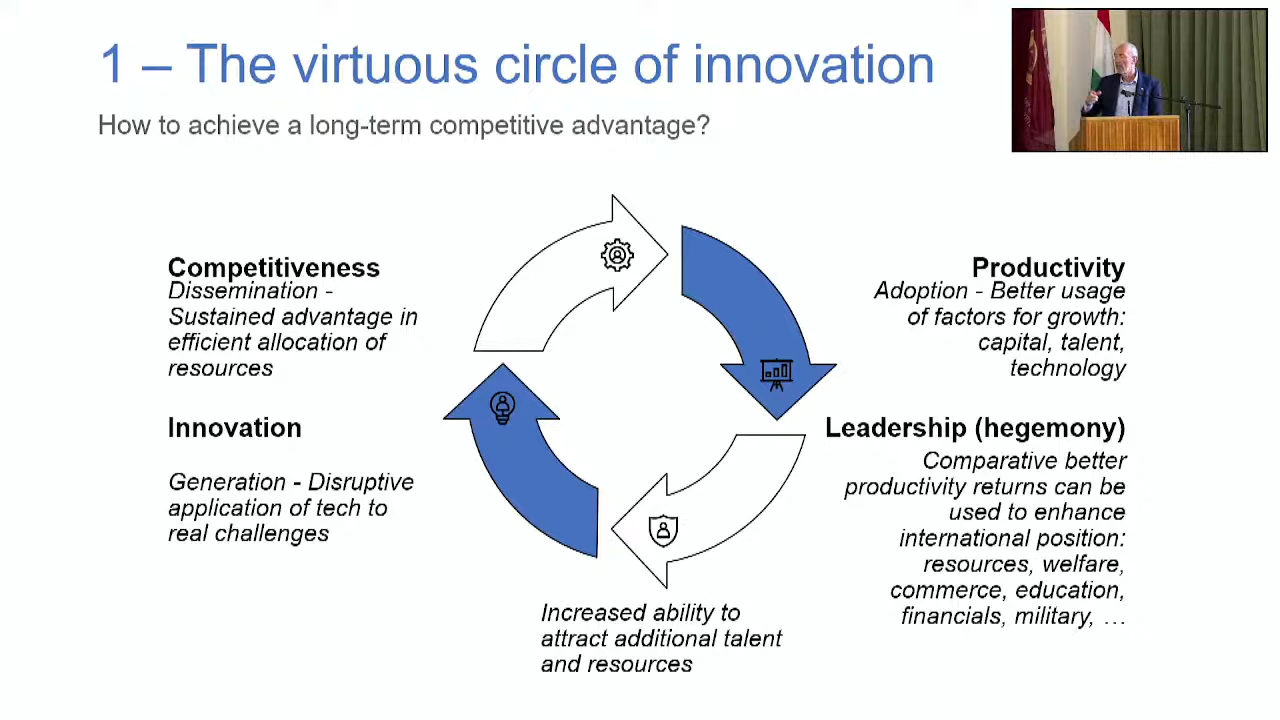 1 – The virtuous circle of innovation
How to achieve a long-term competitive advantage?
Competitiveness
Dissemination -
Sustained advantage in
efficient allocation of
resources
Productivity
Adoption - Better usage
of factors for growth:
capital, talent,
technology
Innovation
Generation - Disruptive
application of tech to
real challenges
Leadership (hegemony)
Comparative better
productivity returns can be
used to enhance
international position:
resources, welfare,
commerce, education,
financials, military, …
Increased ability to
attract additional talent
and resources